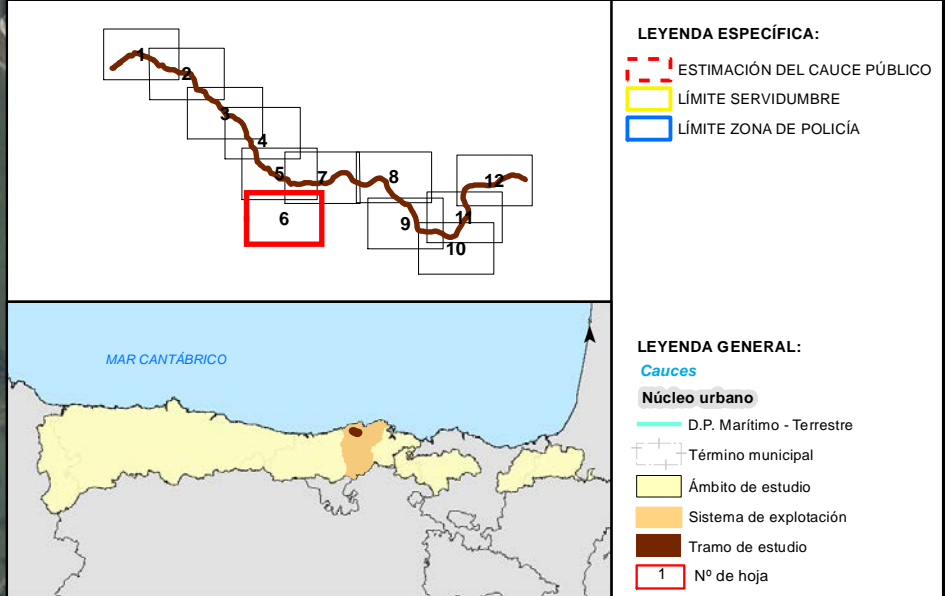 1
2
3
4
5
7
8
12
6
9
11
10
MAR CANTÁBRICO
LEYENDA ESPECÍFICA:
ESTIMACIÓN DEL CAUCE PÚBLICO
LÍMITE SERVIDUMBRE
LÍMITE ZONA DE POLICÍA
LEYENDA GENERAL:
Cauces
Núcleo urbano
D.P. Marítimo - Terrestre
Término municipal
Ámbito de estudio
Sistema de explotación
Tramo de estudio
1 Nº de hoja